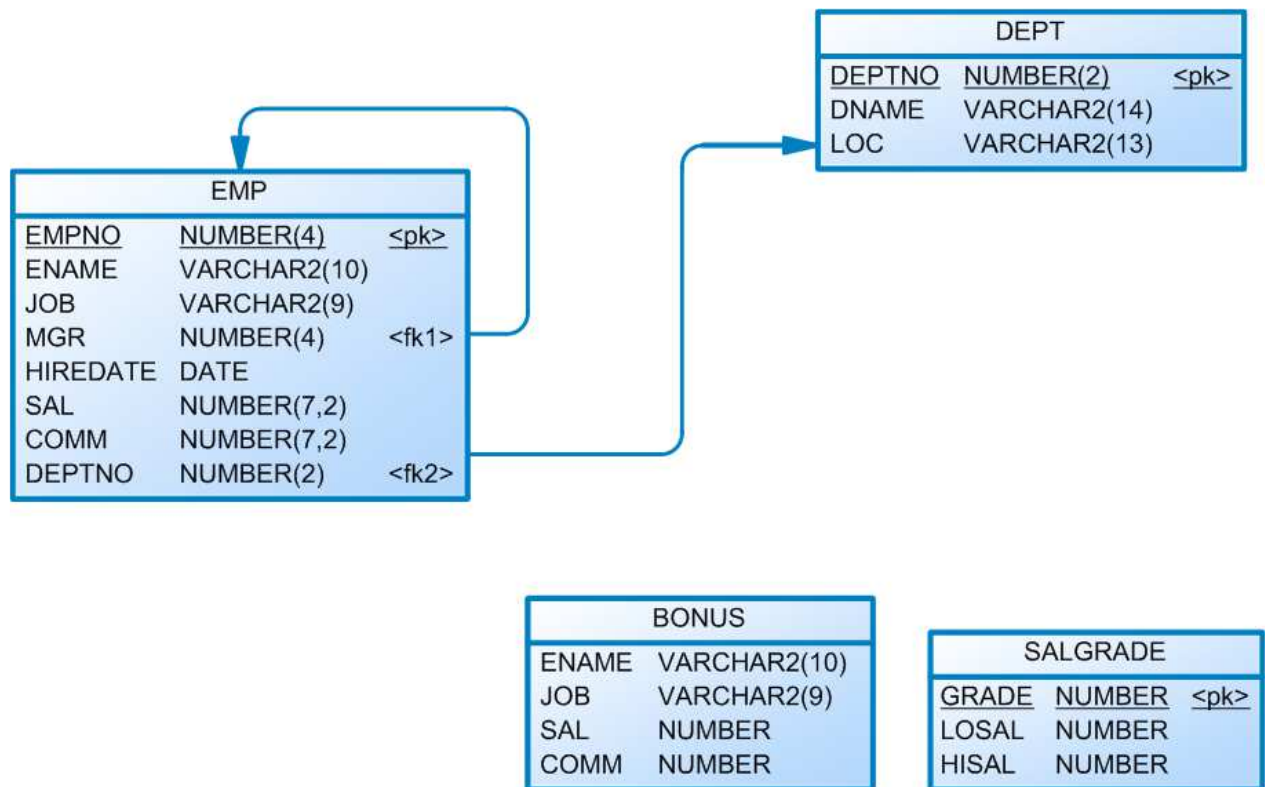 DEPT
DEPTNO NUMBER(2) <pk>
DNAME VARCHAR2(14)
LOC VARCHAR2(13)
EMP
EMPNO NUMBER(4) <pk>
ENAME VARCHAR2(10)
JOB VARCHAR2(9)
MGR NUMBER(4) <fk1>
HIREDATE DATE
SAL NUMBER(7,2)
COMM NUMBER(7,2)
DEPTNO NUMBER(2) <fk2>
BONUS
ENAME VARCHAR2(10)
JOB VARCHAR2(9)
SAL NUMBER
COMM NUMBER
SALGRADE
GRADE NUMBER <pk>
LOSAL NUMBER
HISAL NUMBER